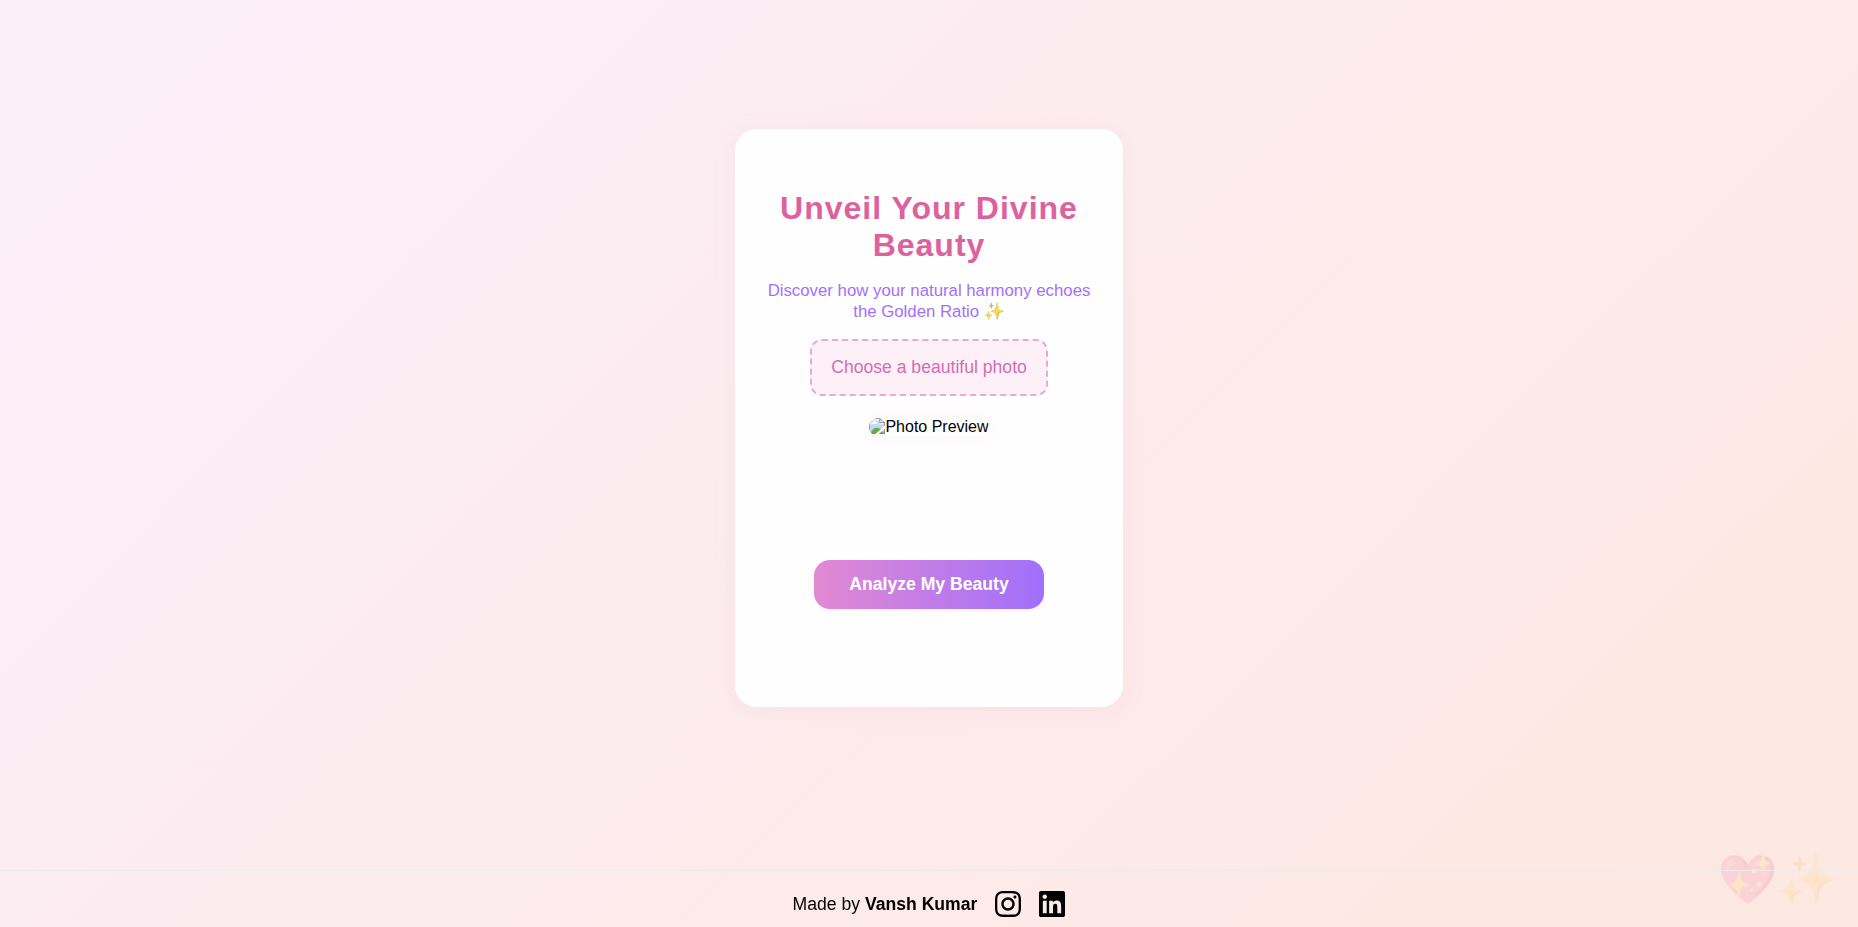 Unveil Your Divine
Beauty
Discover how your natural harmony echoes
the Golden Ratio ✨
Choose a beautiful photo
Photo Preview
Analyze My Beauty
Made by Vansh Kumar